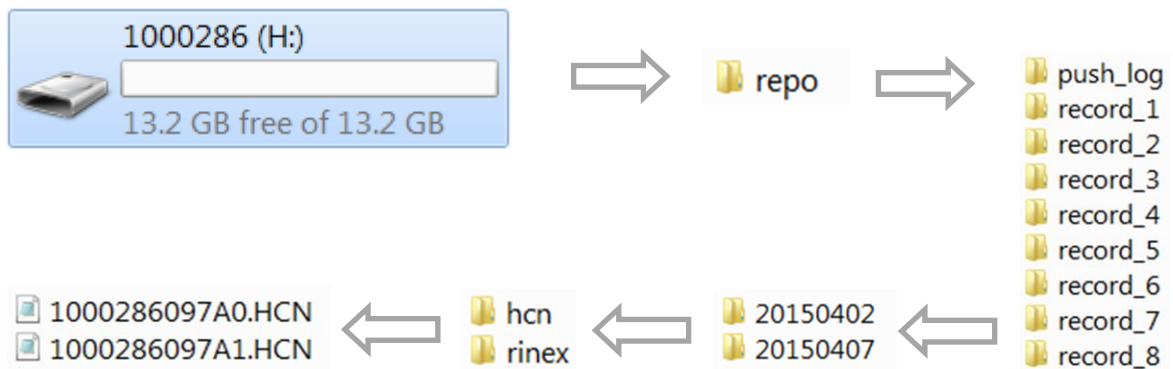 1000286 (H:)
13.2 GB free of 13.2 GB
repo
push_log
record_1
record_2
record_3
record_4
record_5
record_6
record_7
record_8
20150402
20150407
hcn
rinex
1000286097A0.HCN
1000286097A1.HCN